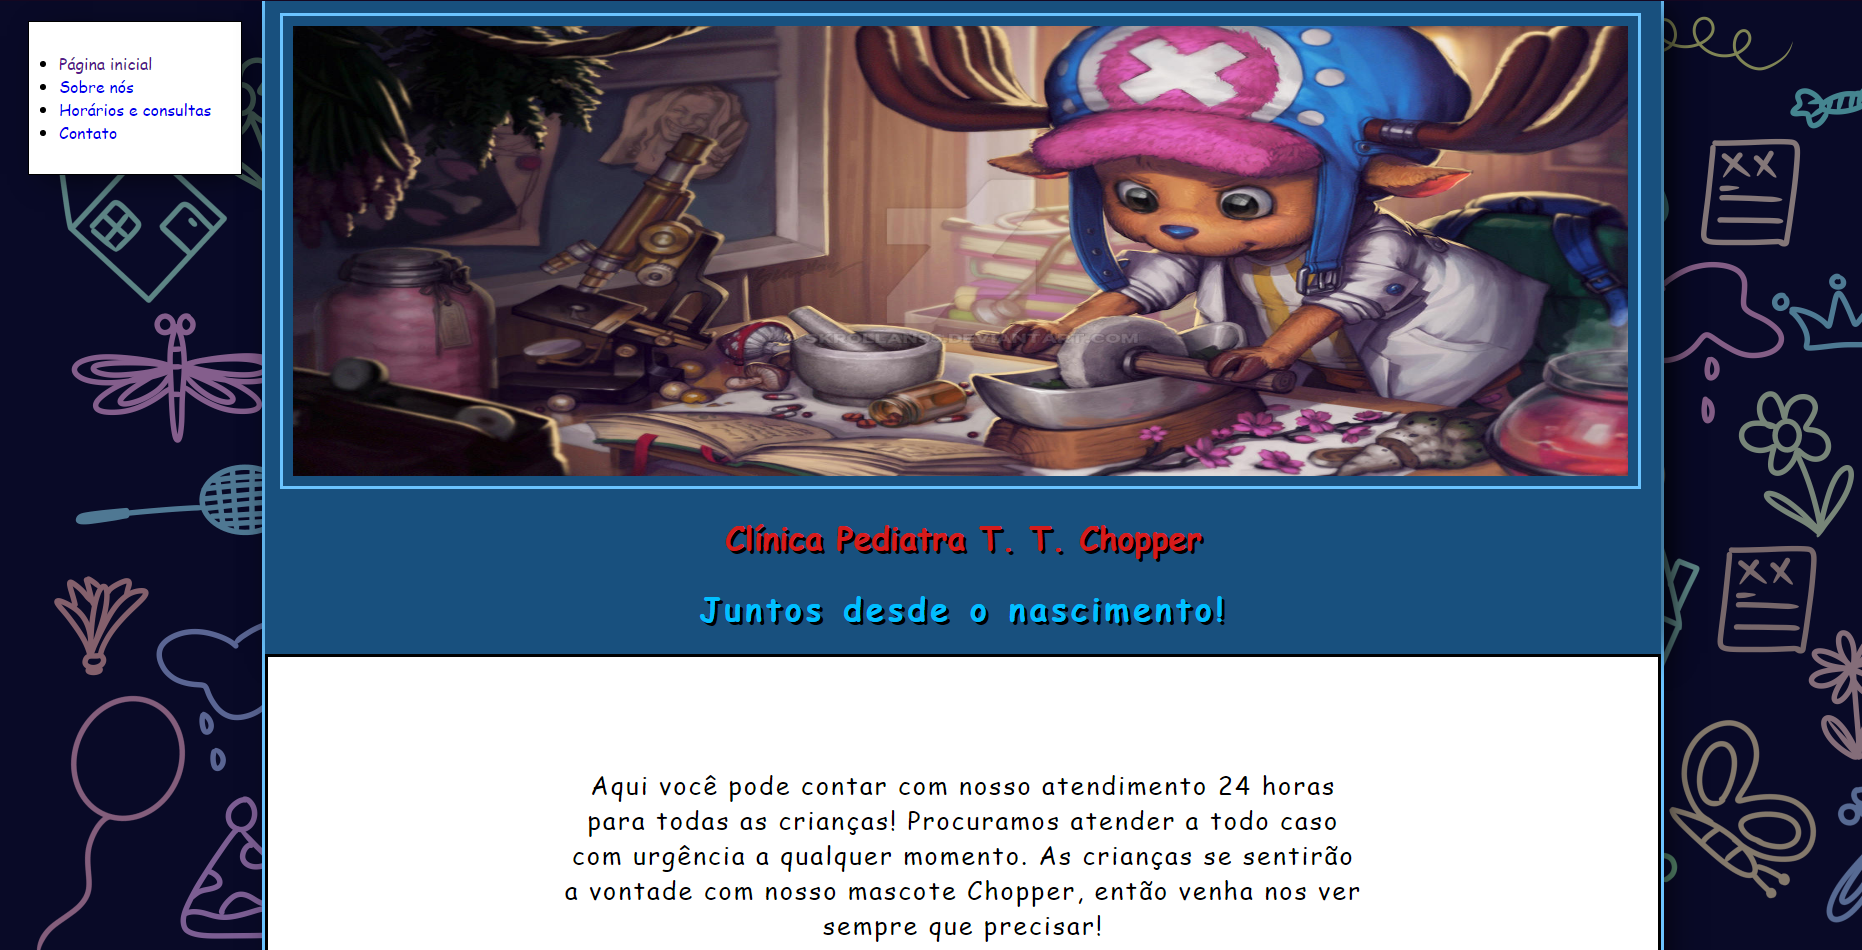 Página inicial
Sobre nós
Horários e consultas
Contato
Clínica Pediatra T. T. Chopper
Juntos desde o nascimento!
Aqui você pode contar com nosso atendimento 24 horas
para todas as crianças! Procuramos atender a todo caso
com urgência a qualquer momento. As crianças se sentirão
a vontade com nosso mascote Chopper, então venha nos ver
sempre que precisar!